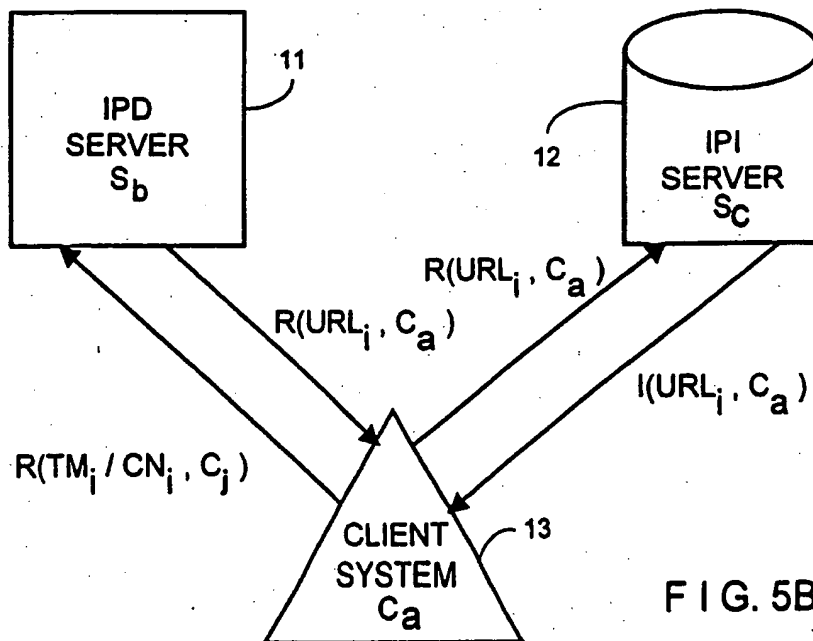 11
IPD
SERVER
Sb
12
IPI
SERVER
SC
R(URLi , Ca)
R(URLi , Ca)
I(URLi , Ca)
R(TMi / CNi , Cj )
CLIENT
SYSTEM
Ca
13
F I G. 5B